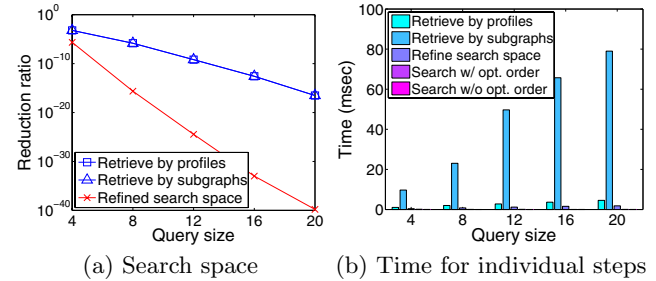 10^0
10^-10
10^-20
10^-30
10^-40
Reduction ratio
Retrieve by profiles
Retrieve by subgraphs
Refined search space
4 8 12 16 20
Query size
(a) Search space
100
80
60
40
20
0
Time (msec)
Retrieve by profiles
Retrieve by subgraphs
Refine search space
Search w/ opt. order
Search w/o opt. order
4 8 12 16 20
Query size
(b) Time for individual steps